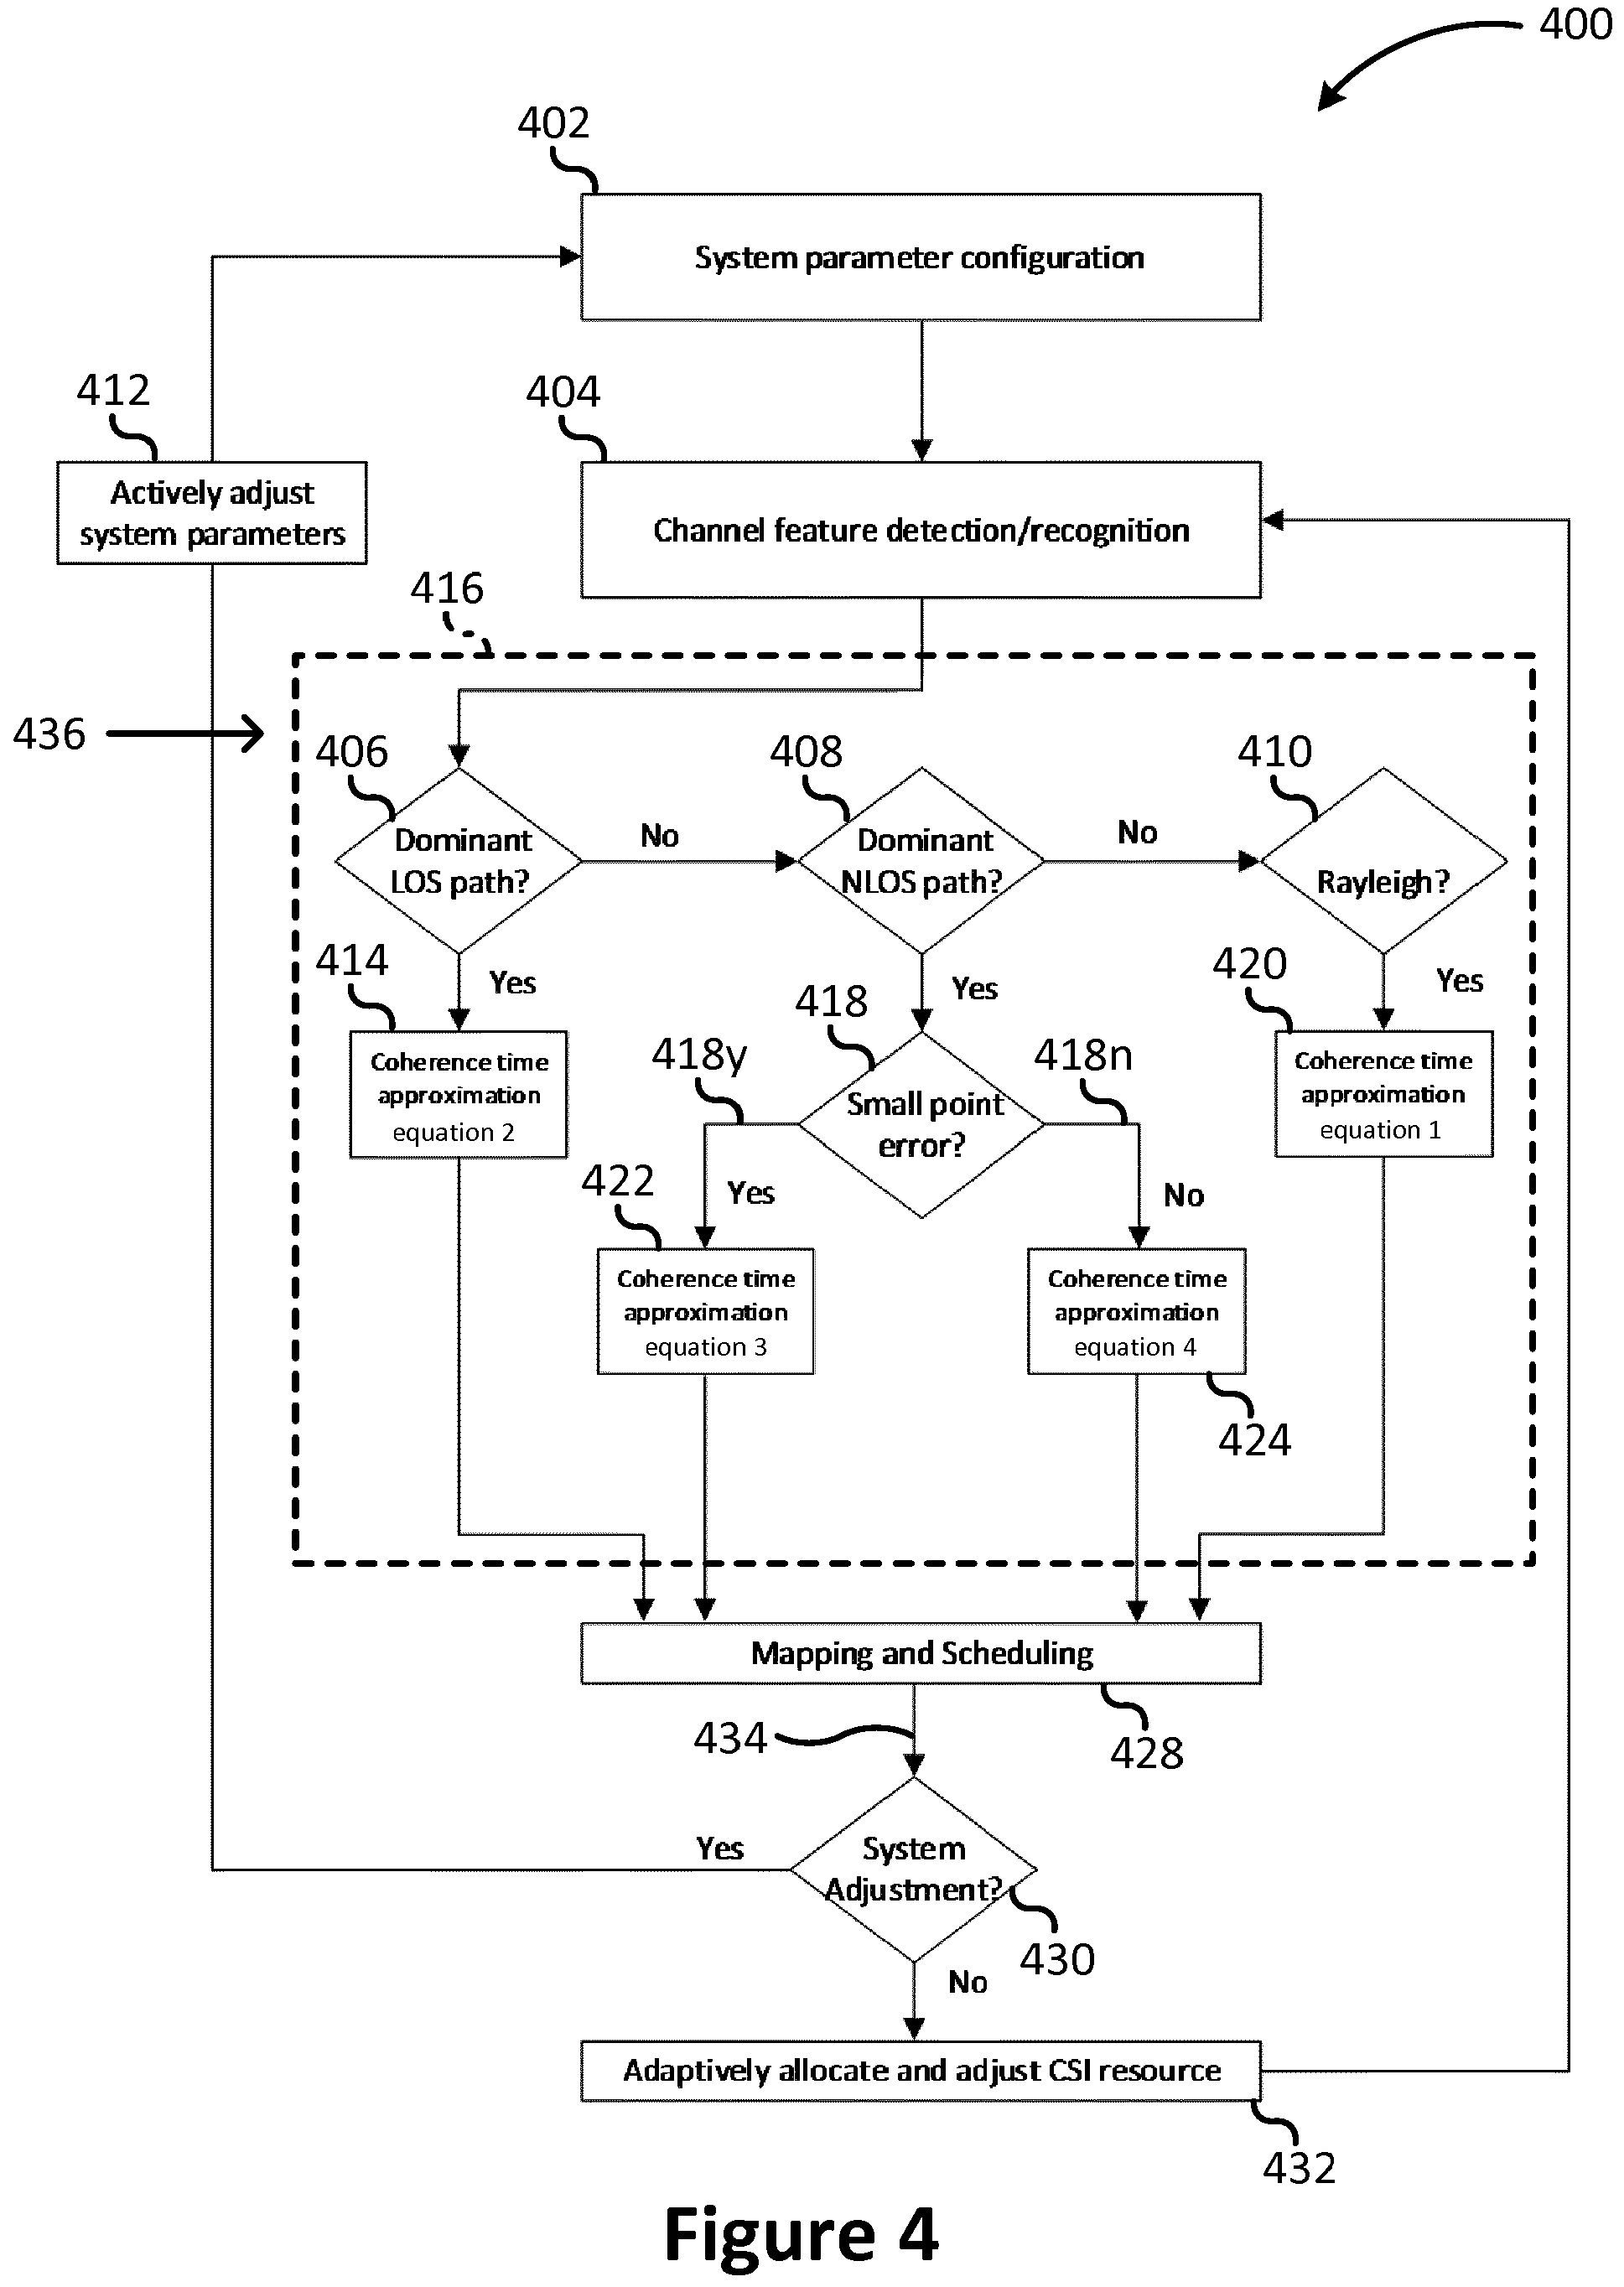 400
402
System parameter configuration
412
404
Actively adjust
system parameters
Channel feature detection/recognition
416
436
406
408
410
Dominant
LOS path?
No
Dominant
NLOS path?
No
Rayleigh?
414
Yes
418
Yes
420
Yes
Coherence time
approximation
equation 2
418y
418n
Small point
error?
Coherence time
approximation
equation 1
422
Yes
No
Coherence time
approximation
equation 3
Coherence time
approximation
equation 4
424
Mapping and Scheduling
434
428
Yes
System
Adjustment?
430
No
Adaptively allocate and adjust CSI resource
432
Figure 4